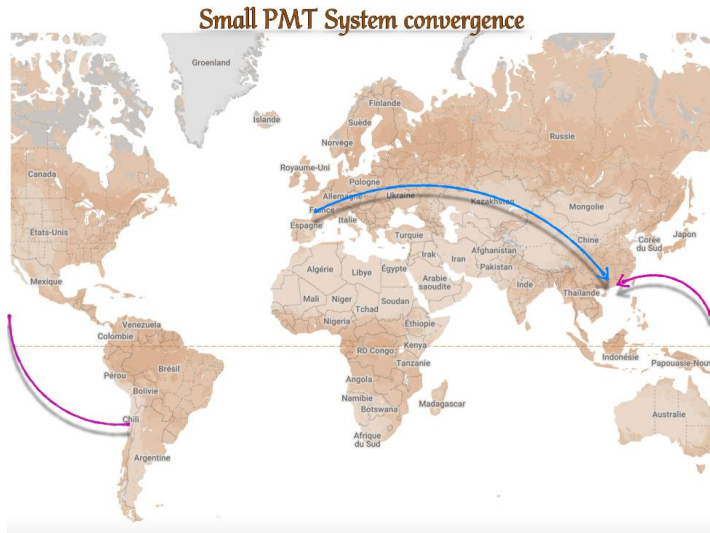 Small PMT System convergence
Groenland
Islande
Finlande
Suède
Norvège
Russie
Royaume-Uni
Canada
Pologne
Allemagne
Ukraine
Kazakhstan
France
Mongolie
Espagne
Italie
États-Unis
Turquie
Chine
Corée
du Sud
Japon
Irak
Iran
Afghanistan
Pakistan
Algérie
Libye
Égypte
Arabie
saoudite
Inde
Mexique
Thaïlande
Mali
Niger
Tchad
Soudan
Nigeria
Éthiopie
Venezuela
Colombie
RD Congo
Kenya
Indonésie
Papouasie-Nouv
Tanzanie
Pérou
Brésil
Bolivie
Angola
Namibie
Botswana
Madagascar
Chili
Australie
Afrique
du Sud
Argentine